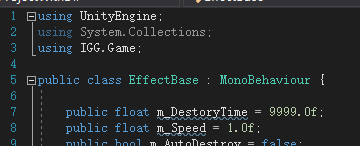 1 using UnityEngine;
2 using System.Collections;
3 using IGG.Game;
4
5 public class EffectBase : MonoBehaviour {
6
7 public float m_DestoryTime = 9999.0f;
8 public float m_Speed = 1.0f;
9 public bool m_AutoDestroy = false;